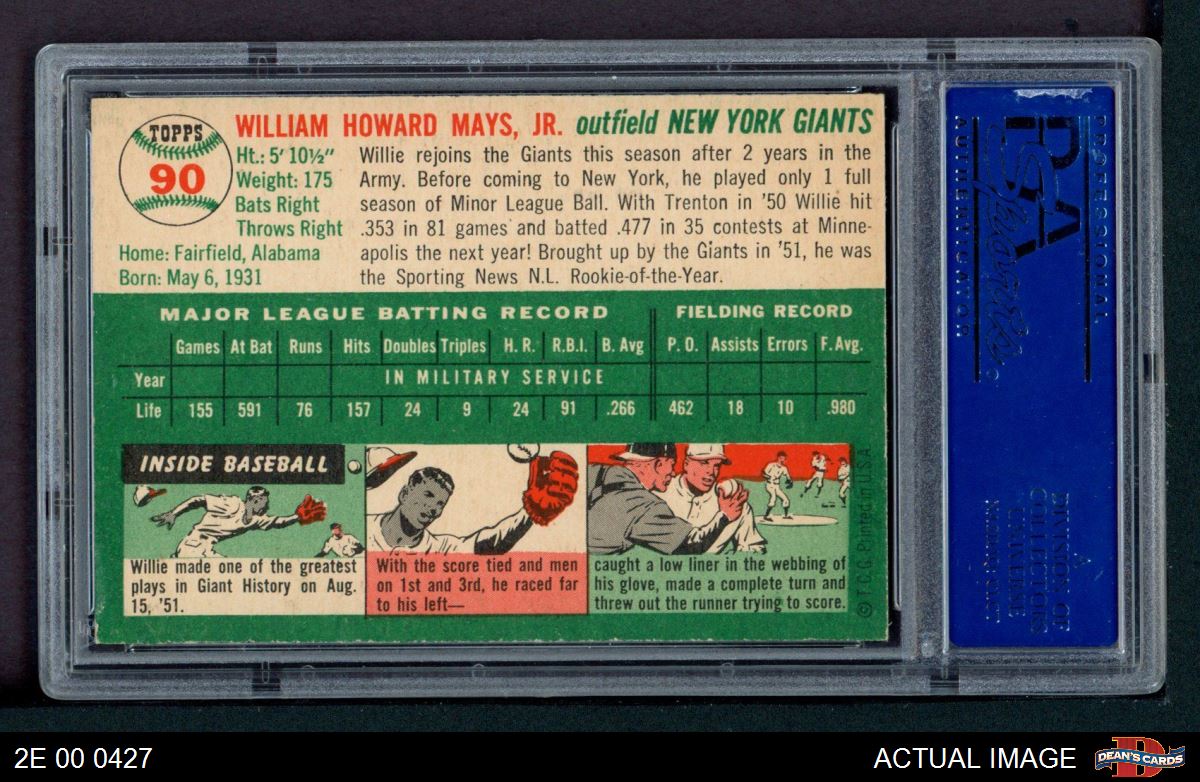 TOPPS
90
WILLIAM HOWARD MAYS, JR. outfield NEW YORK GIANTS
Ht.: 5' 10½"
Weight: 175
Bats Right
Throws Right
Home: Fairfield, Alabama
Born: May 6, 1931
Willie rejoins the Giants this season after 2 years in the
Army. Before coming to New York, he played only 1 full
season of Minor League Ball. With Trenton in '50 Willie hit
.353 in 81 games and batted .477 in 35 contests at Minne-
apolis the next year! Brought up by the Giants in '51, he was
the Sporting News N.L. Rookie-of-the-Year.
MAJOR LEAGUE BATTING RECORD FIELDING RECORD
Games At Bat Runs Hits Doubles Triples H. R. R.B.I. B. Avg P. O. Assists Errors F. Avg.
Year IN MILITARY SERVICE
Life 155 591 76 157 24 9 24 91 .266 462 18 10 .980
INSIDE BASEBALL
Willie made one of the greatest
plays in Giant History on Aug.
15, '51.
With the score tied and men
on 1st and 3rd, he raced far
to his left—
caught a low liner in the webbing of
his glove, made a complete turn and
threw out the runner trying to score.
© T.C.G. Printed in U.S.A.
PSA
PROFESSIONAL
AUTHENTICATOR
DIVISION OF
COLLECTORS
UNIVERSE
2E 00 0427
ACTUAL IMAGE
DEAN'S CARDS